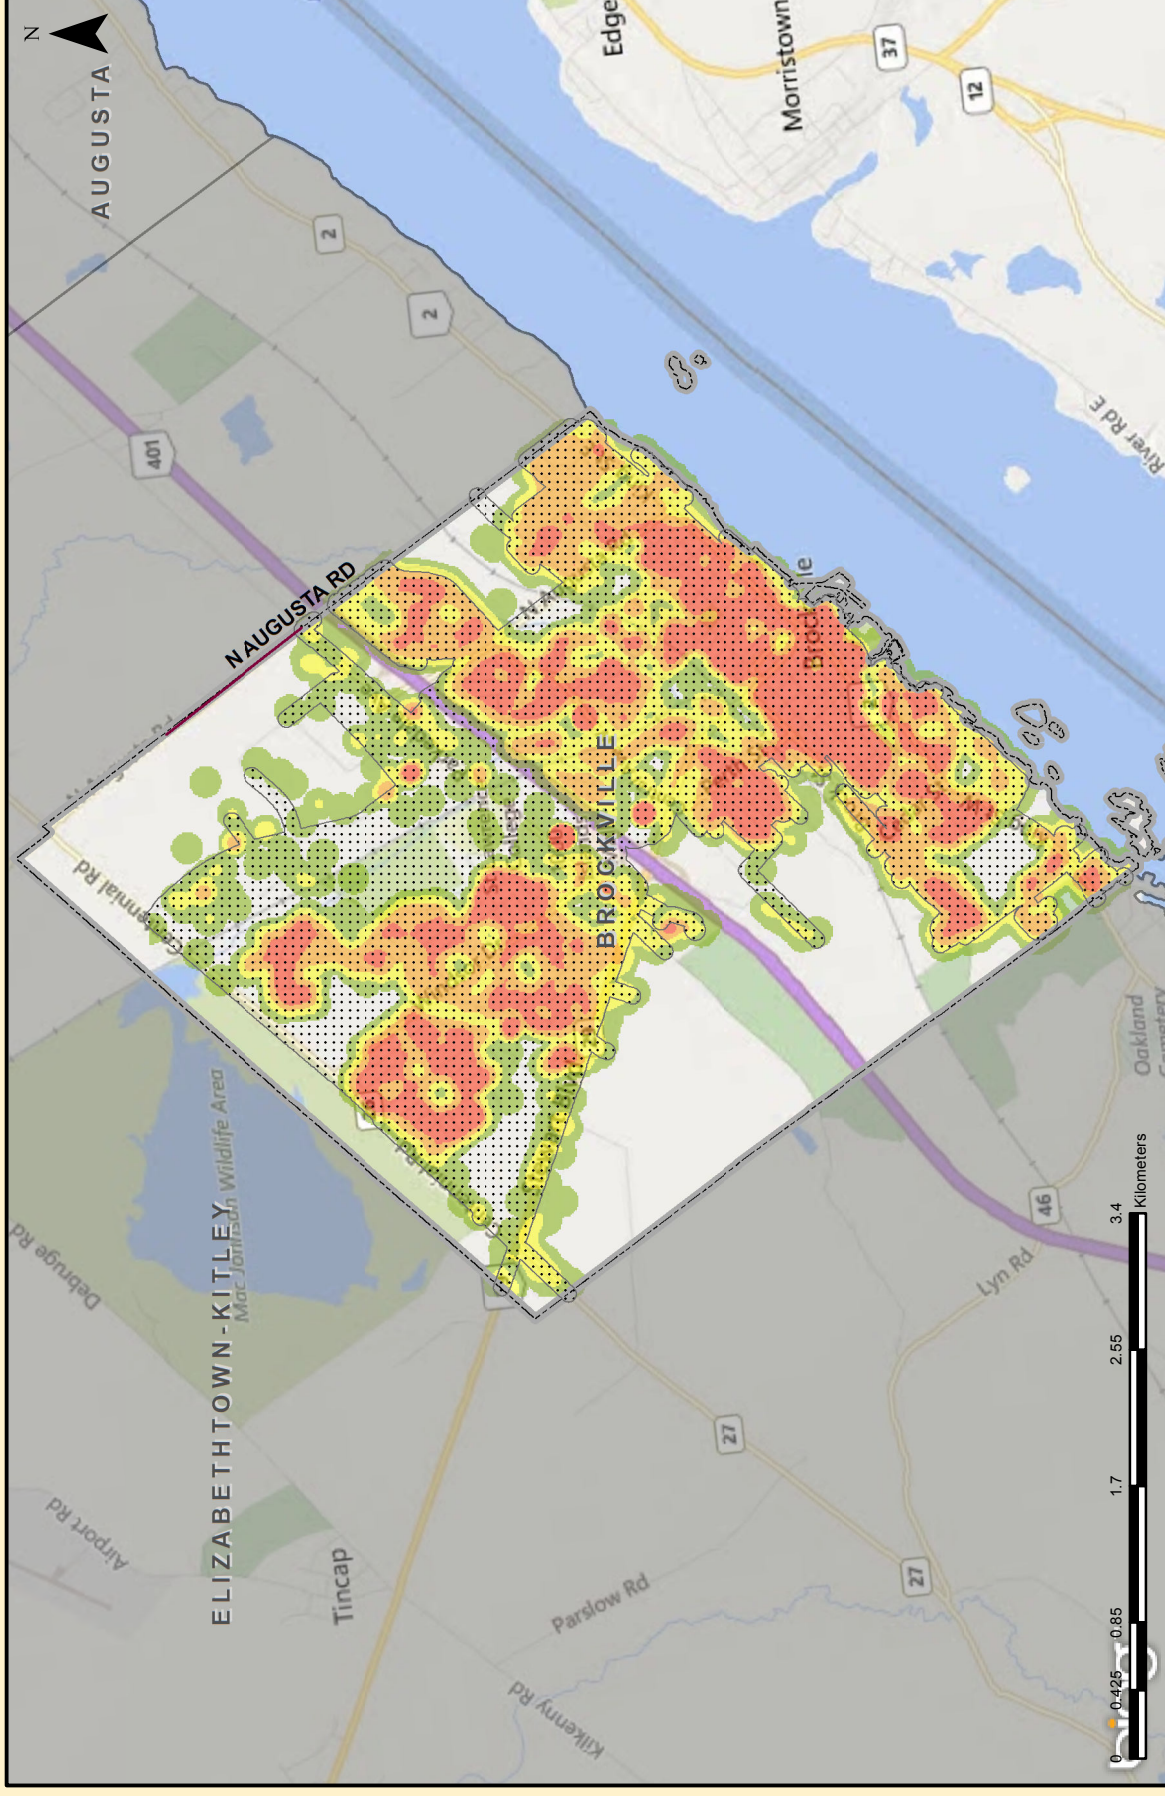 N
AUGUSTA
Edge
Morristown
37
12
2
2
401
River Rd E
N AUGUSTA RD
BROCKVILLE
Debruge Rd
ELIZABETHTOWN-KITLEY
Mac Johnson Wildlife Area
Airport Rd
Tincap
Parslow Rd
Kilkenny Rd
27
27
Lyn Rd
46
Oakland
Cemetery
0 0.425 0.85 1.7 2.55 3.4
Kilometers
bing